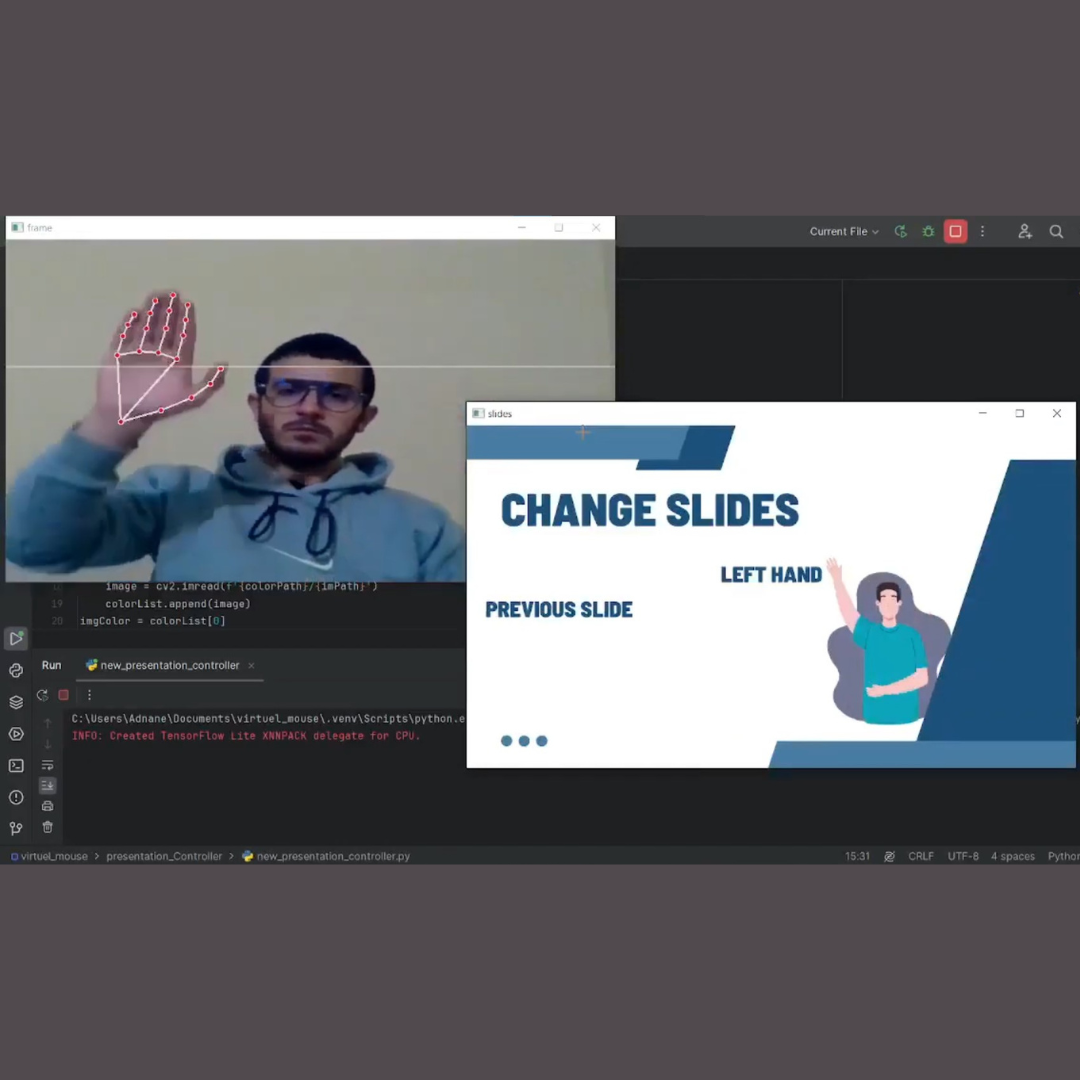 frame
Current File
slides
CHANGE SLIDES
LEFT HAND
PREVIOUS SLIDE
image = cv2.imread(f'{colorPath}/{imPath}')
19 colorList.append(image)
20 imgColor = colorList[0]
Run new_presentation_controller
C:\Users\Adnane\Documents\virtuel_mouse\.venv\Scripts\python.e
INFO: Created TensorFlow Lite XNNPACK delegate for CPU.
virtuel_mouse > presentation_Controller > new_presentation_controller.py 15:31 CRLF UTF-8 4 spaces Python